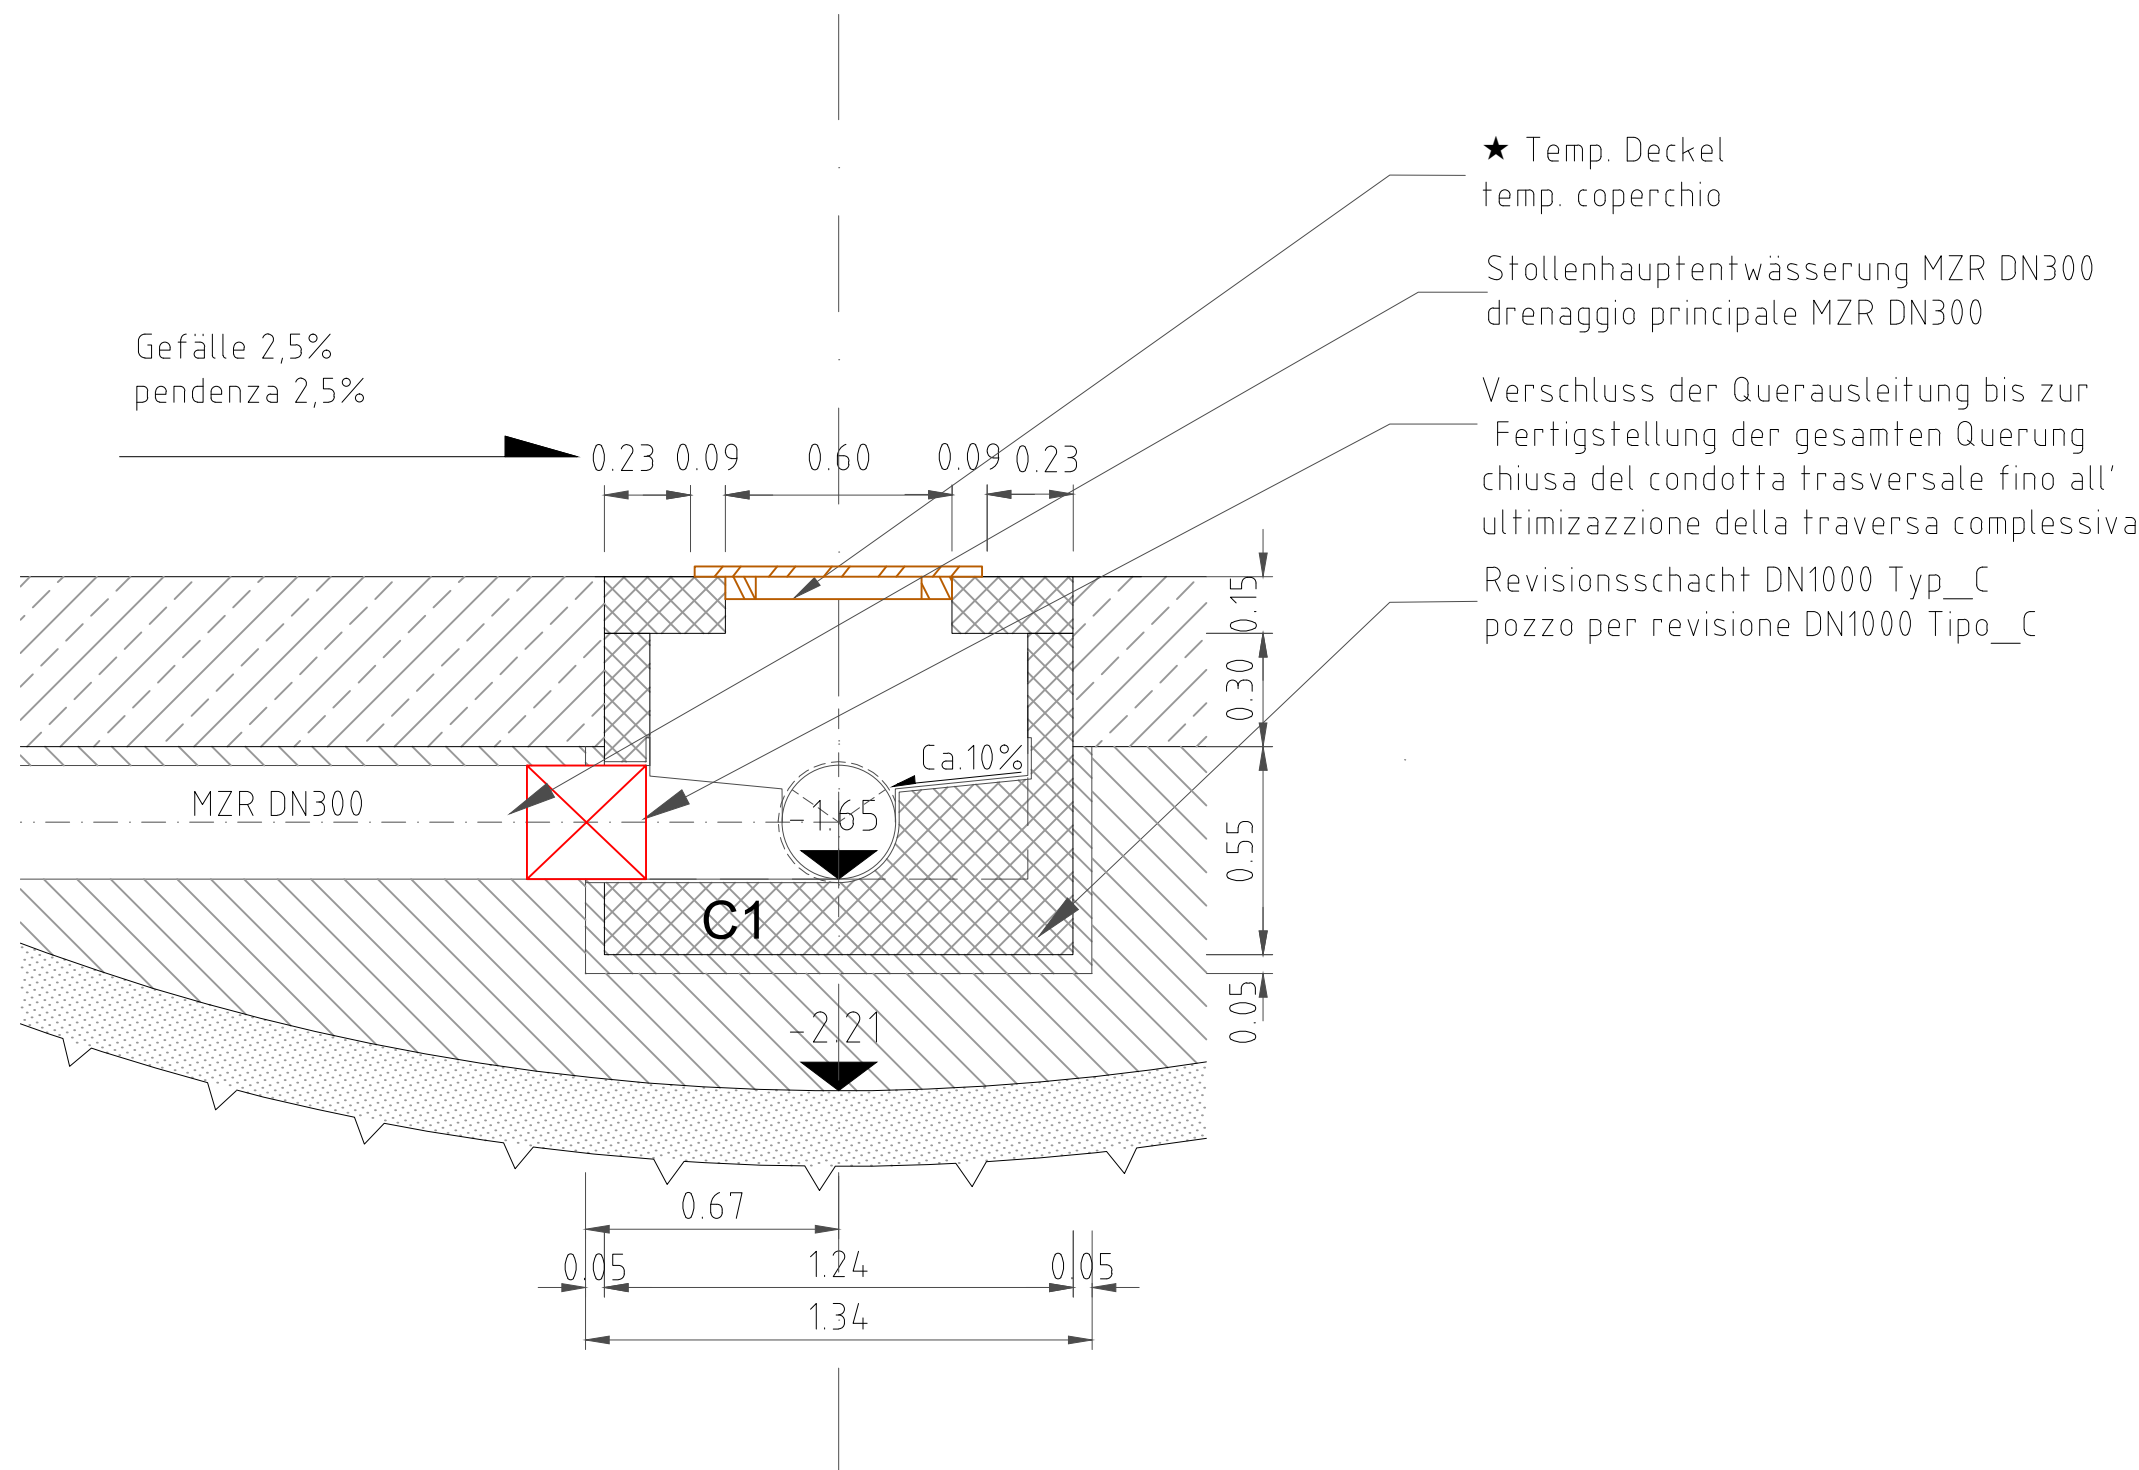 ★ Temp. Deckel
temp. coperchio
Stollenhauptentwässerung MZR DN300
drenaggio principale MZR DN300
Gefälle 2,5%
pendenza 2,5%
Verschluss der Querausleitung bis zur
Fertigstellung der gesamten Querung
chiusa del condotta trasversale fino all'
ultimizazzione della traversa complessiva
0.23 0.09 0.60 0.09 0.23
Revisionsschacht DN1000 Typ__C
pozzo per revisione DN1000 Tipo__C
0.15
0.30
Ca.10%
MZR DN300
-1.65
0.55
C1
0.05
-2.21
0.67
0.05 1.24 0.05
1.34